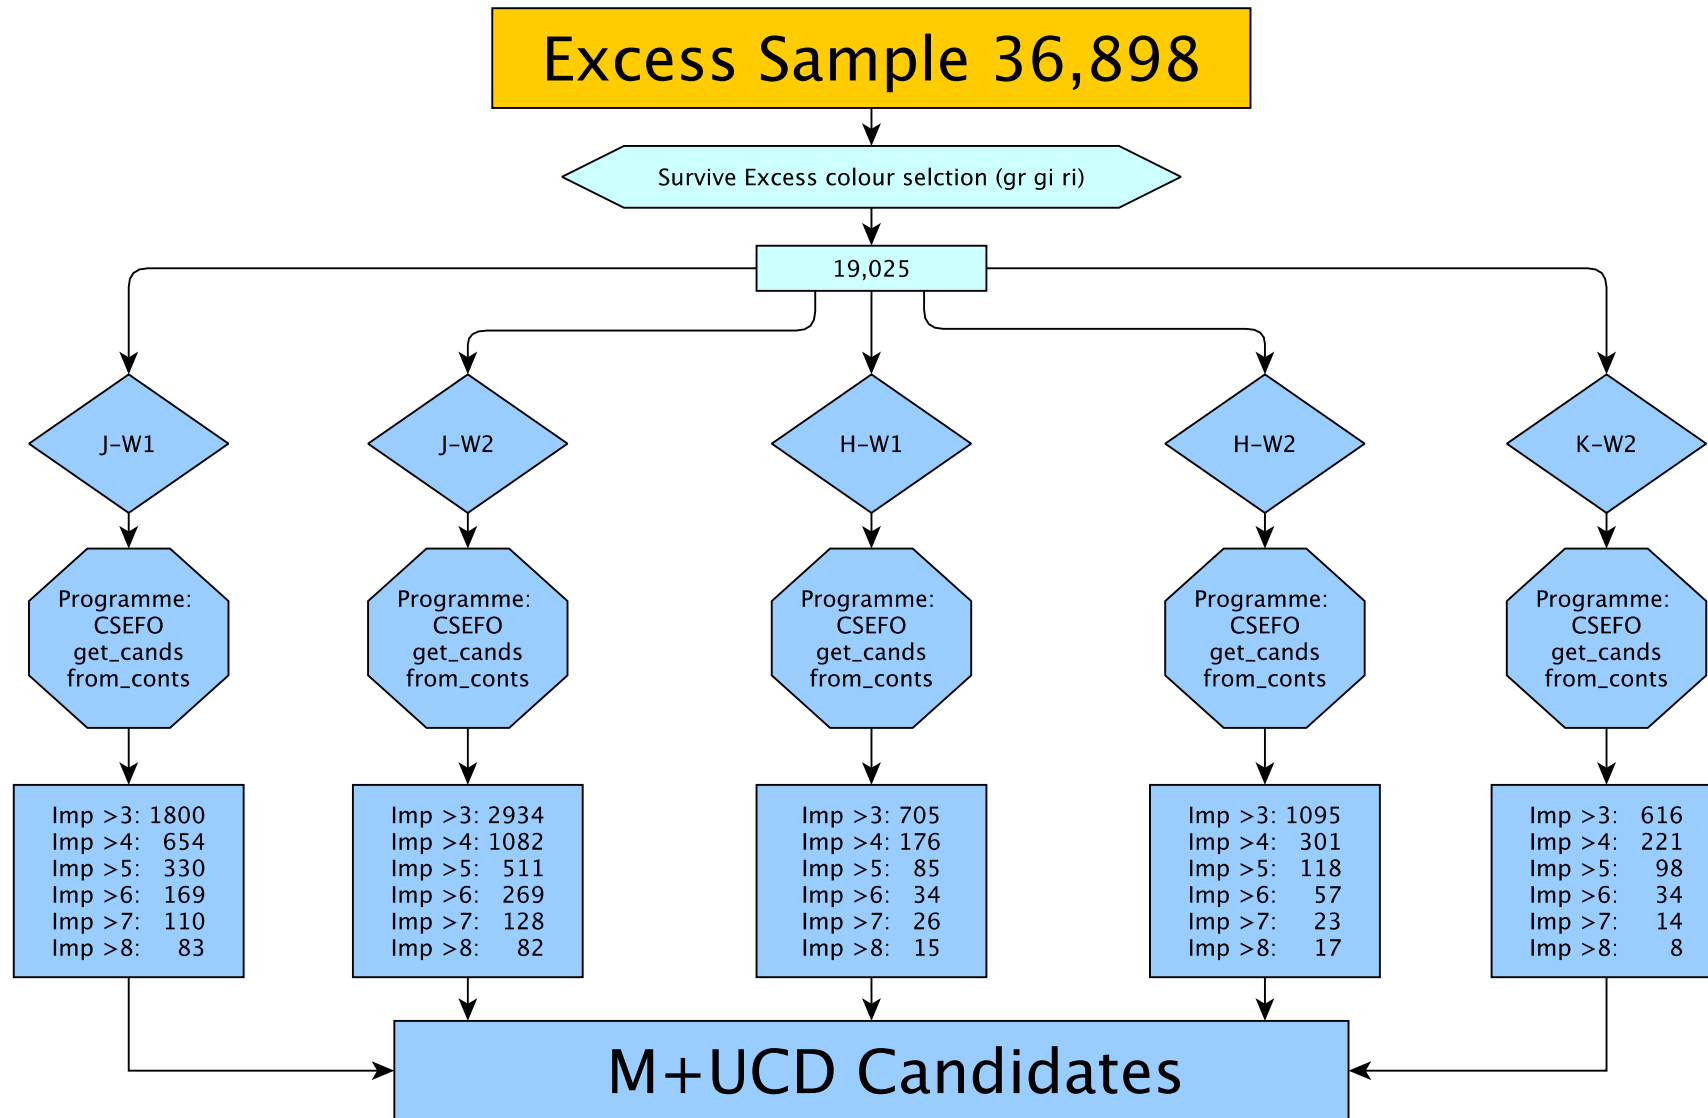 Excess Sample 36,898
Survive Excess colour selction (gr gi ri)
19,025
J-W1
J-W2
H-W1
H-W2
K-W2
Programme:
CSEFO
get_cands
from_conts
Programme:
CSEFO
get_cands
from_conts
Programme:
CSEFO
get_cands
from_conts
Programme:
CSEFO
get_cands
from_conts
Programme:
CSEFO
get_cands
from_conts
Imp >3: 1800
Imp >4: 654
Imp >5: 330
Imp >6: 169
Imp >7: 110
Imp >8: 83
Imp >3: 2934
Imp >4: 1082
Imp >5: 511
Imp >6: 269
Imp >7: 128
Imp >8: 82
Imp >3: 705
Imp >4: 176
Imp >5: 85
Imp >6: 34
Imp >7: 26
Imp >8: 15
Imp >3: 1095
Imp >4: 301
Imp >5: 118
Imp >6: 57
Imp >7: 23
Imp >8: 17
Imp >3: 616
Imp >4: 221
Imp >5: 98
Imp >6: 34
Imp >7: 14
Imp >8: 8
M+UCD Candidates